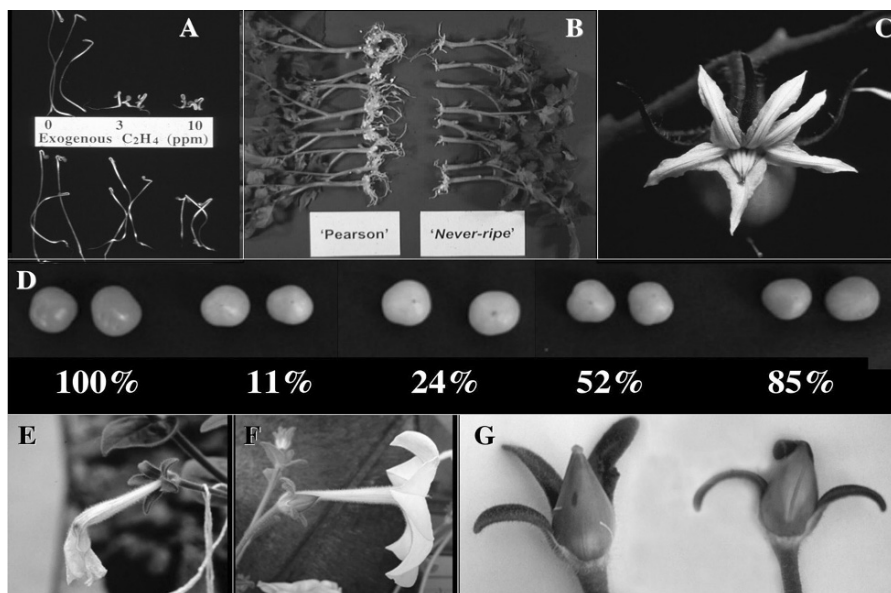 A
0 3 10
Exogenous C₂H₄ (ppm)
B
'Pearson'
'Never-ripe'
C
D
100% 11% 24% 52% 85%
E
F
G